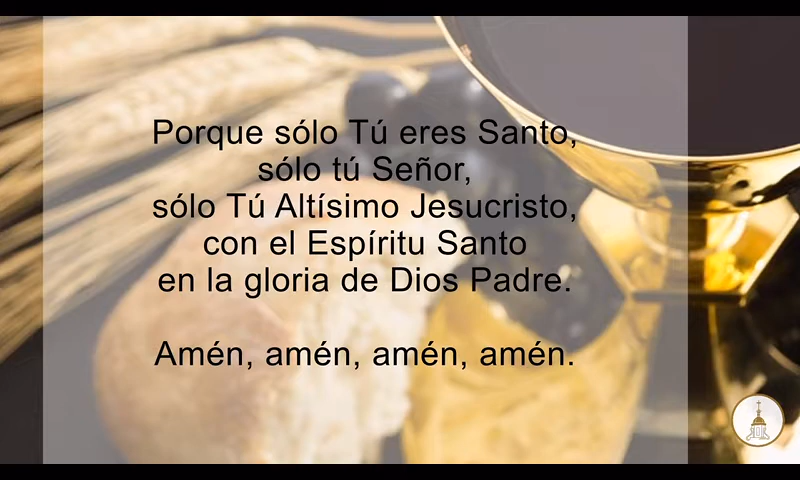 Porque sólo Tú eres Santo,
sólo tú Señor,
sólo Tú Altísimo Jesucristo,
con el Espíritu Santo
en la gloria de Dios Padre.
Amén, amén, amén, amén.